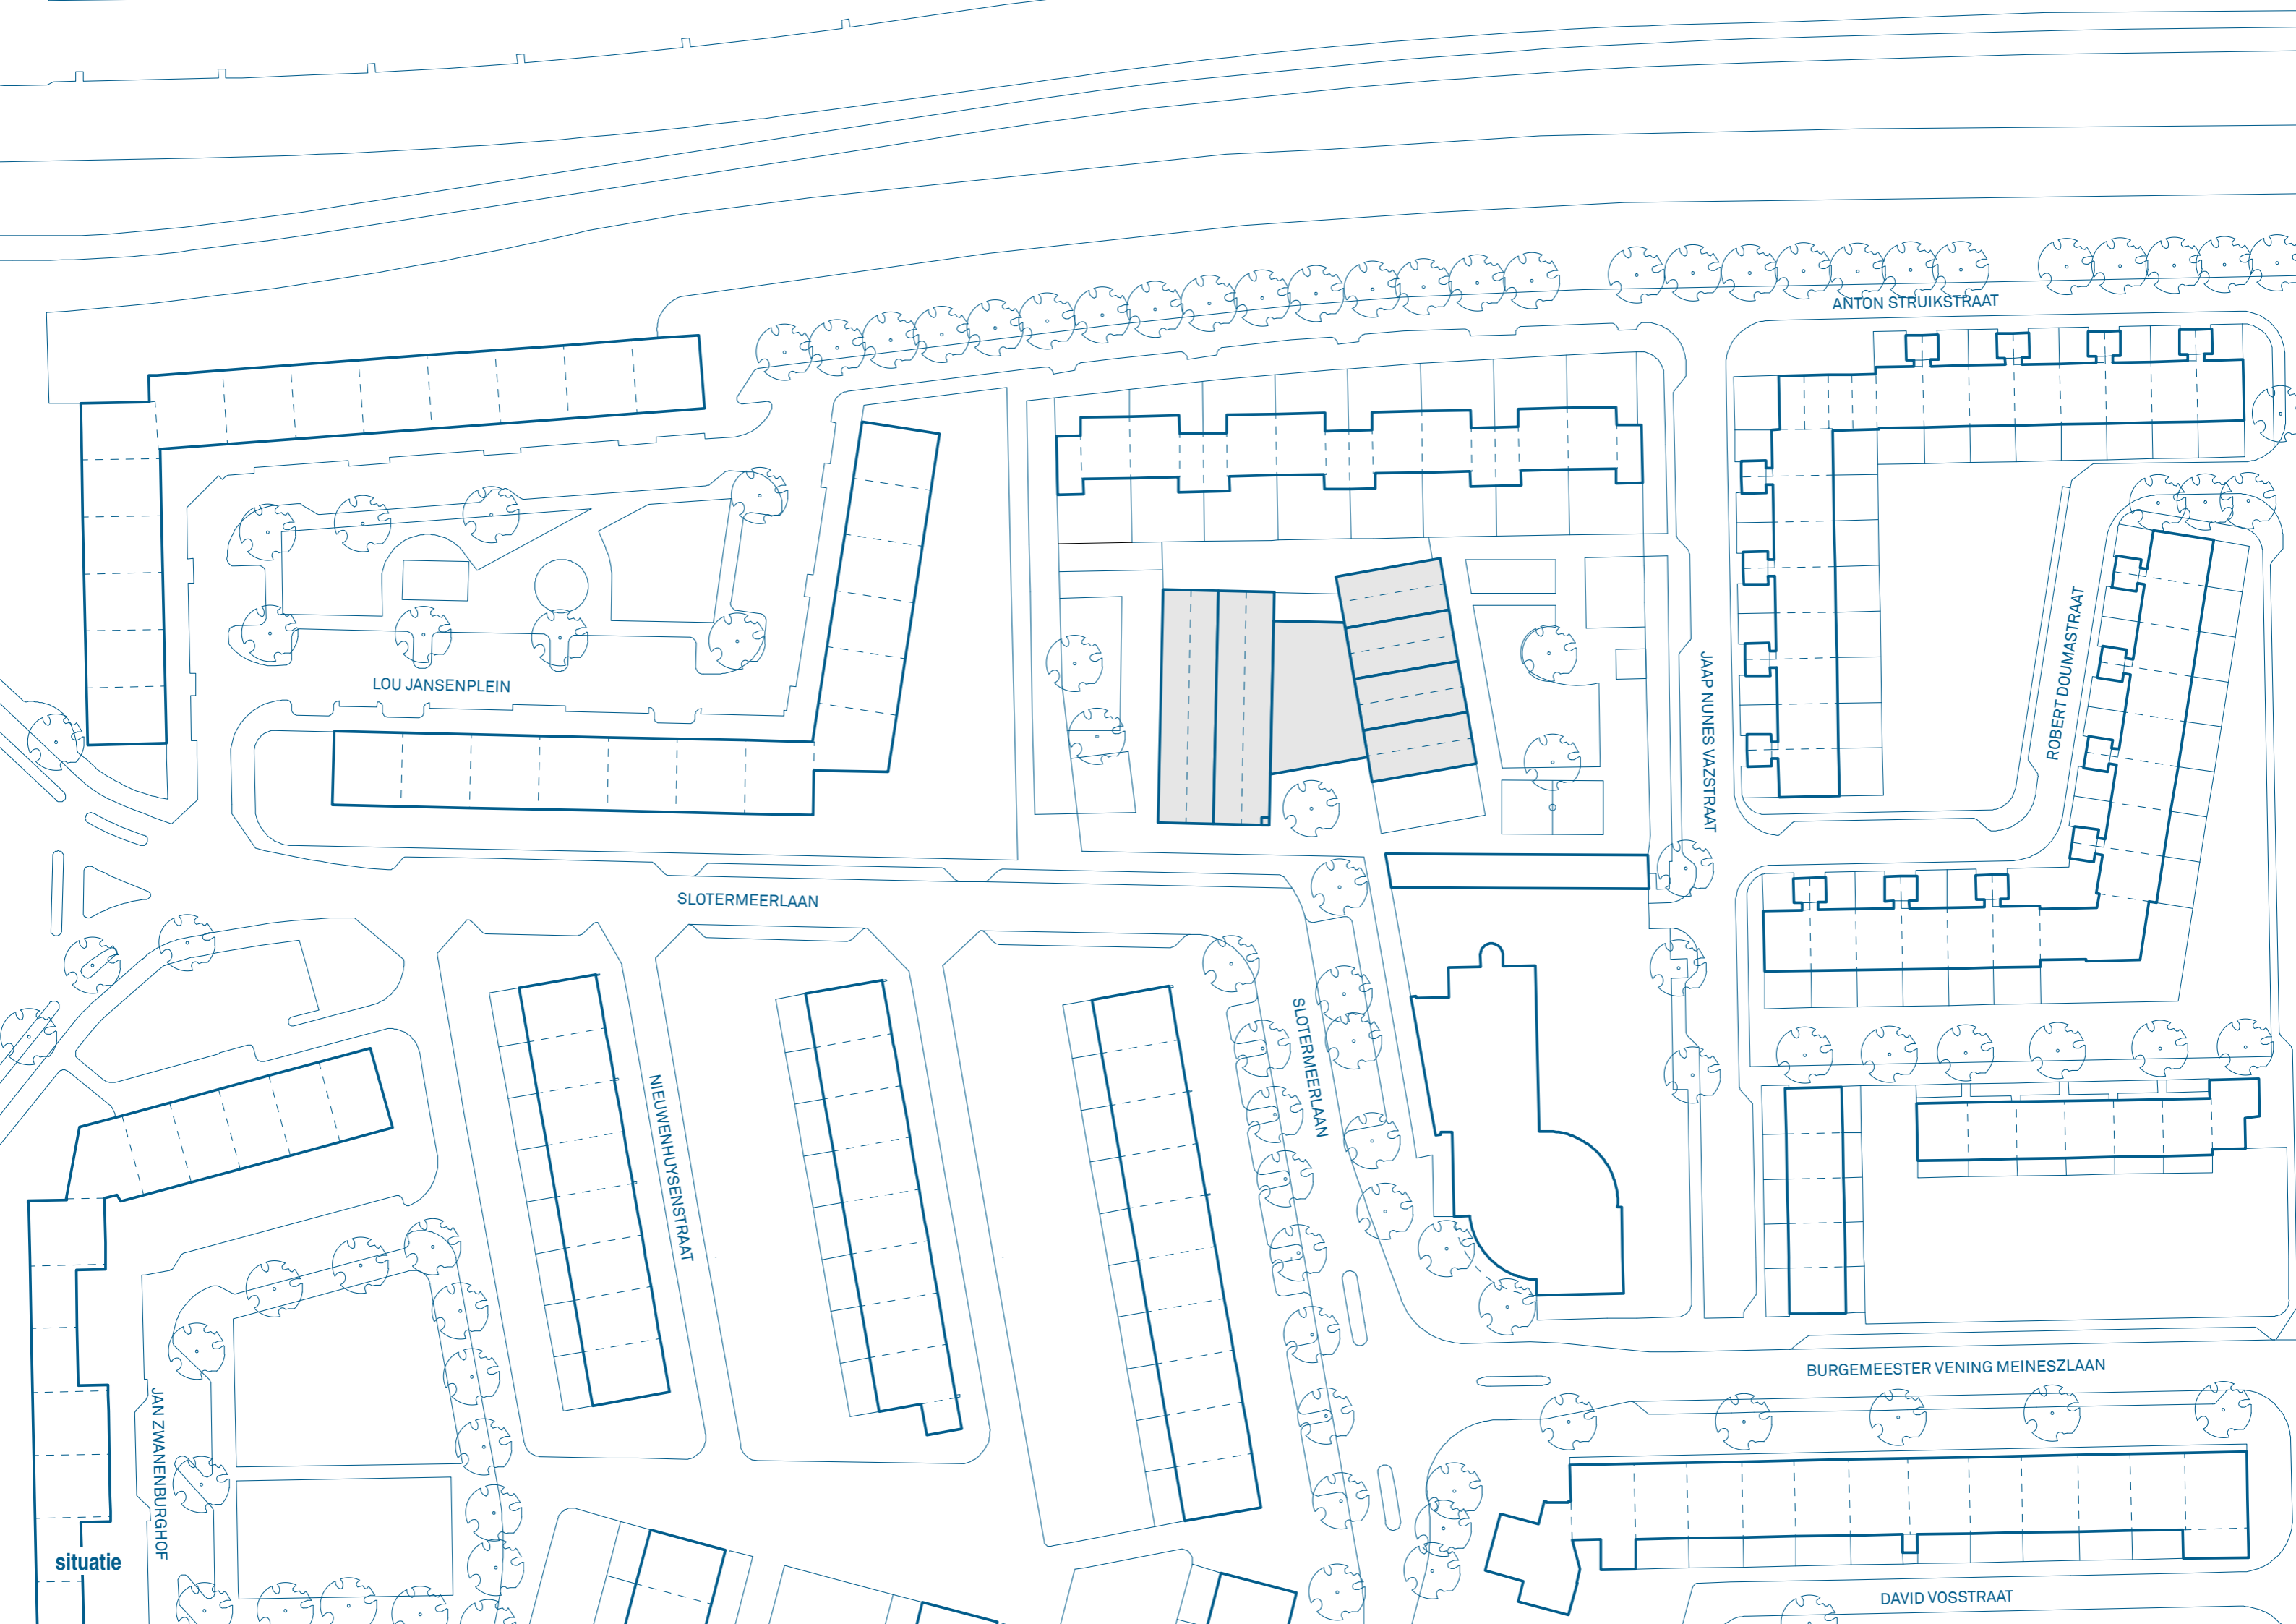 ANTON STRUIKSTRAAT
ROBERT DOUMASTRAAT
JAAP NUNES VAZSTRAAT
LOU JANSENPLEIN
SLOTERMEERLAAN
SLOTERMEERLAAN
NIEUWENHUYSENSTRAAT
BURGEMEESTER VENING MEINESZLAAN
JAN ZWANENBURGHOF
situatie
DAVID VOSSTRAAT